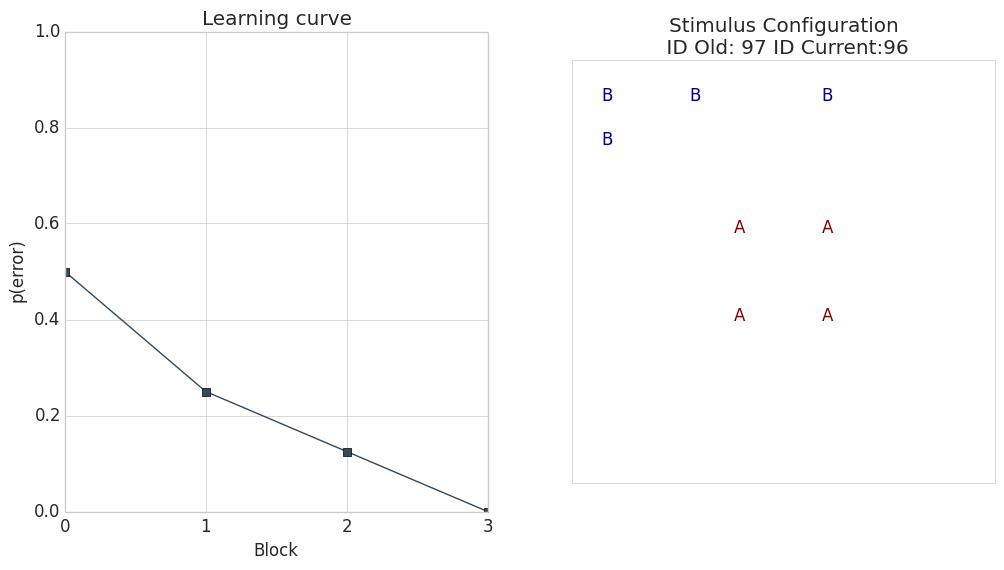 Learning curve
1.0
0.8
0.6
0.4
0.2
0.0
p(error)
0 1 2 3
Block
Stimulus Configuration
ID Old: 97 ID Current:96
B B B
B
A A
A A